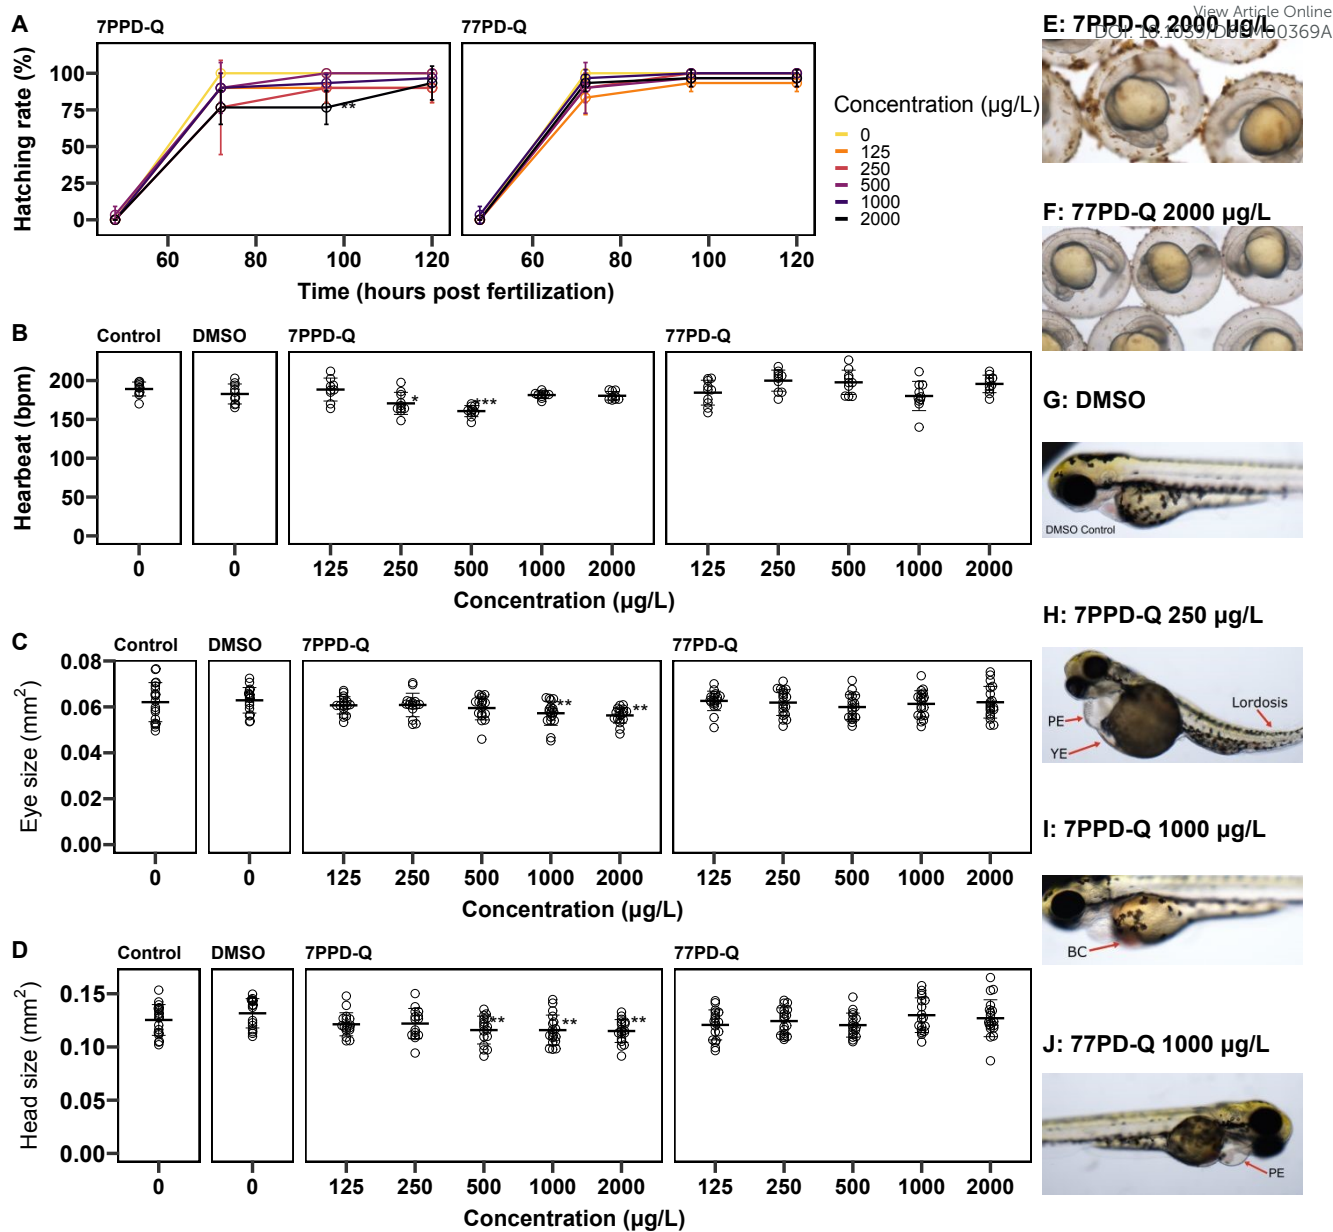 View Article Online
DOI: 10.1039/D6EM00369A
A
7PPD-Q
77PD-Q
Hatching rate (%)
100
75
50
25
0
60
80
100
120
60
80
100
120
**
Time (hours post fertilization)
Concentration (µg/L)
0
125
250
500
1000
2000
B
Control
DMSO
7PPD-Q
77PD-Q
Hearbeat (bpm)
200
150
100
50
0
*
***
0
0
125
250
500
1000
2000
125
250
500
1000
2000
Concentration (µg/L)
C
Control
DMSO
7PPD-Q
77PD-Q
Eye size (mm²)
0.08
0.06
0.04
0.02
0.00
**
**
0
0
125
250
500
1000
2000
125
250
500
1000
2000
Concentration (µg/L)
D
Control
DMSO
7PPD-Q
77PD-Q
Head size (mm²)
0.15
0.10
0.05
0.00
**
**
**
0
0
125
250
500
1000
2000
125
250
500
1000
2000
Concentration (µg/L)
E: 7PPD-Q 2000 µg/L
F: 77PD-Q 2000 µg/L
G: DMSO
DMSO Control
H: 7PPD-Q 250 µg/L
Lordosis
PE
YE
I: 7PPD-Q 1000 µg/L
BC
J: 77PD-Q 1000 µg/L
PE